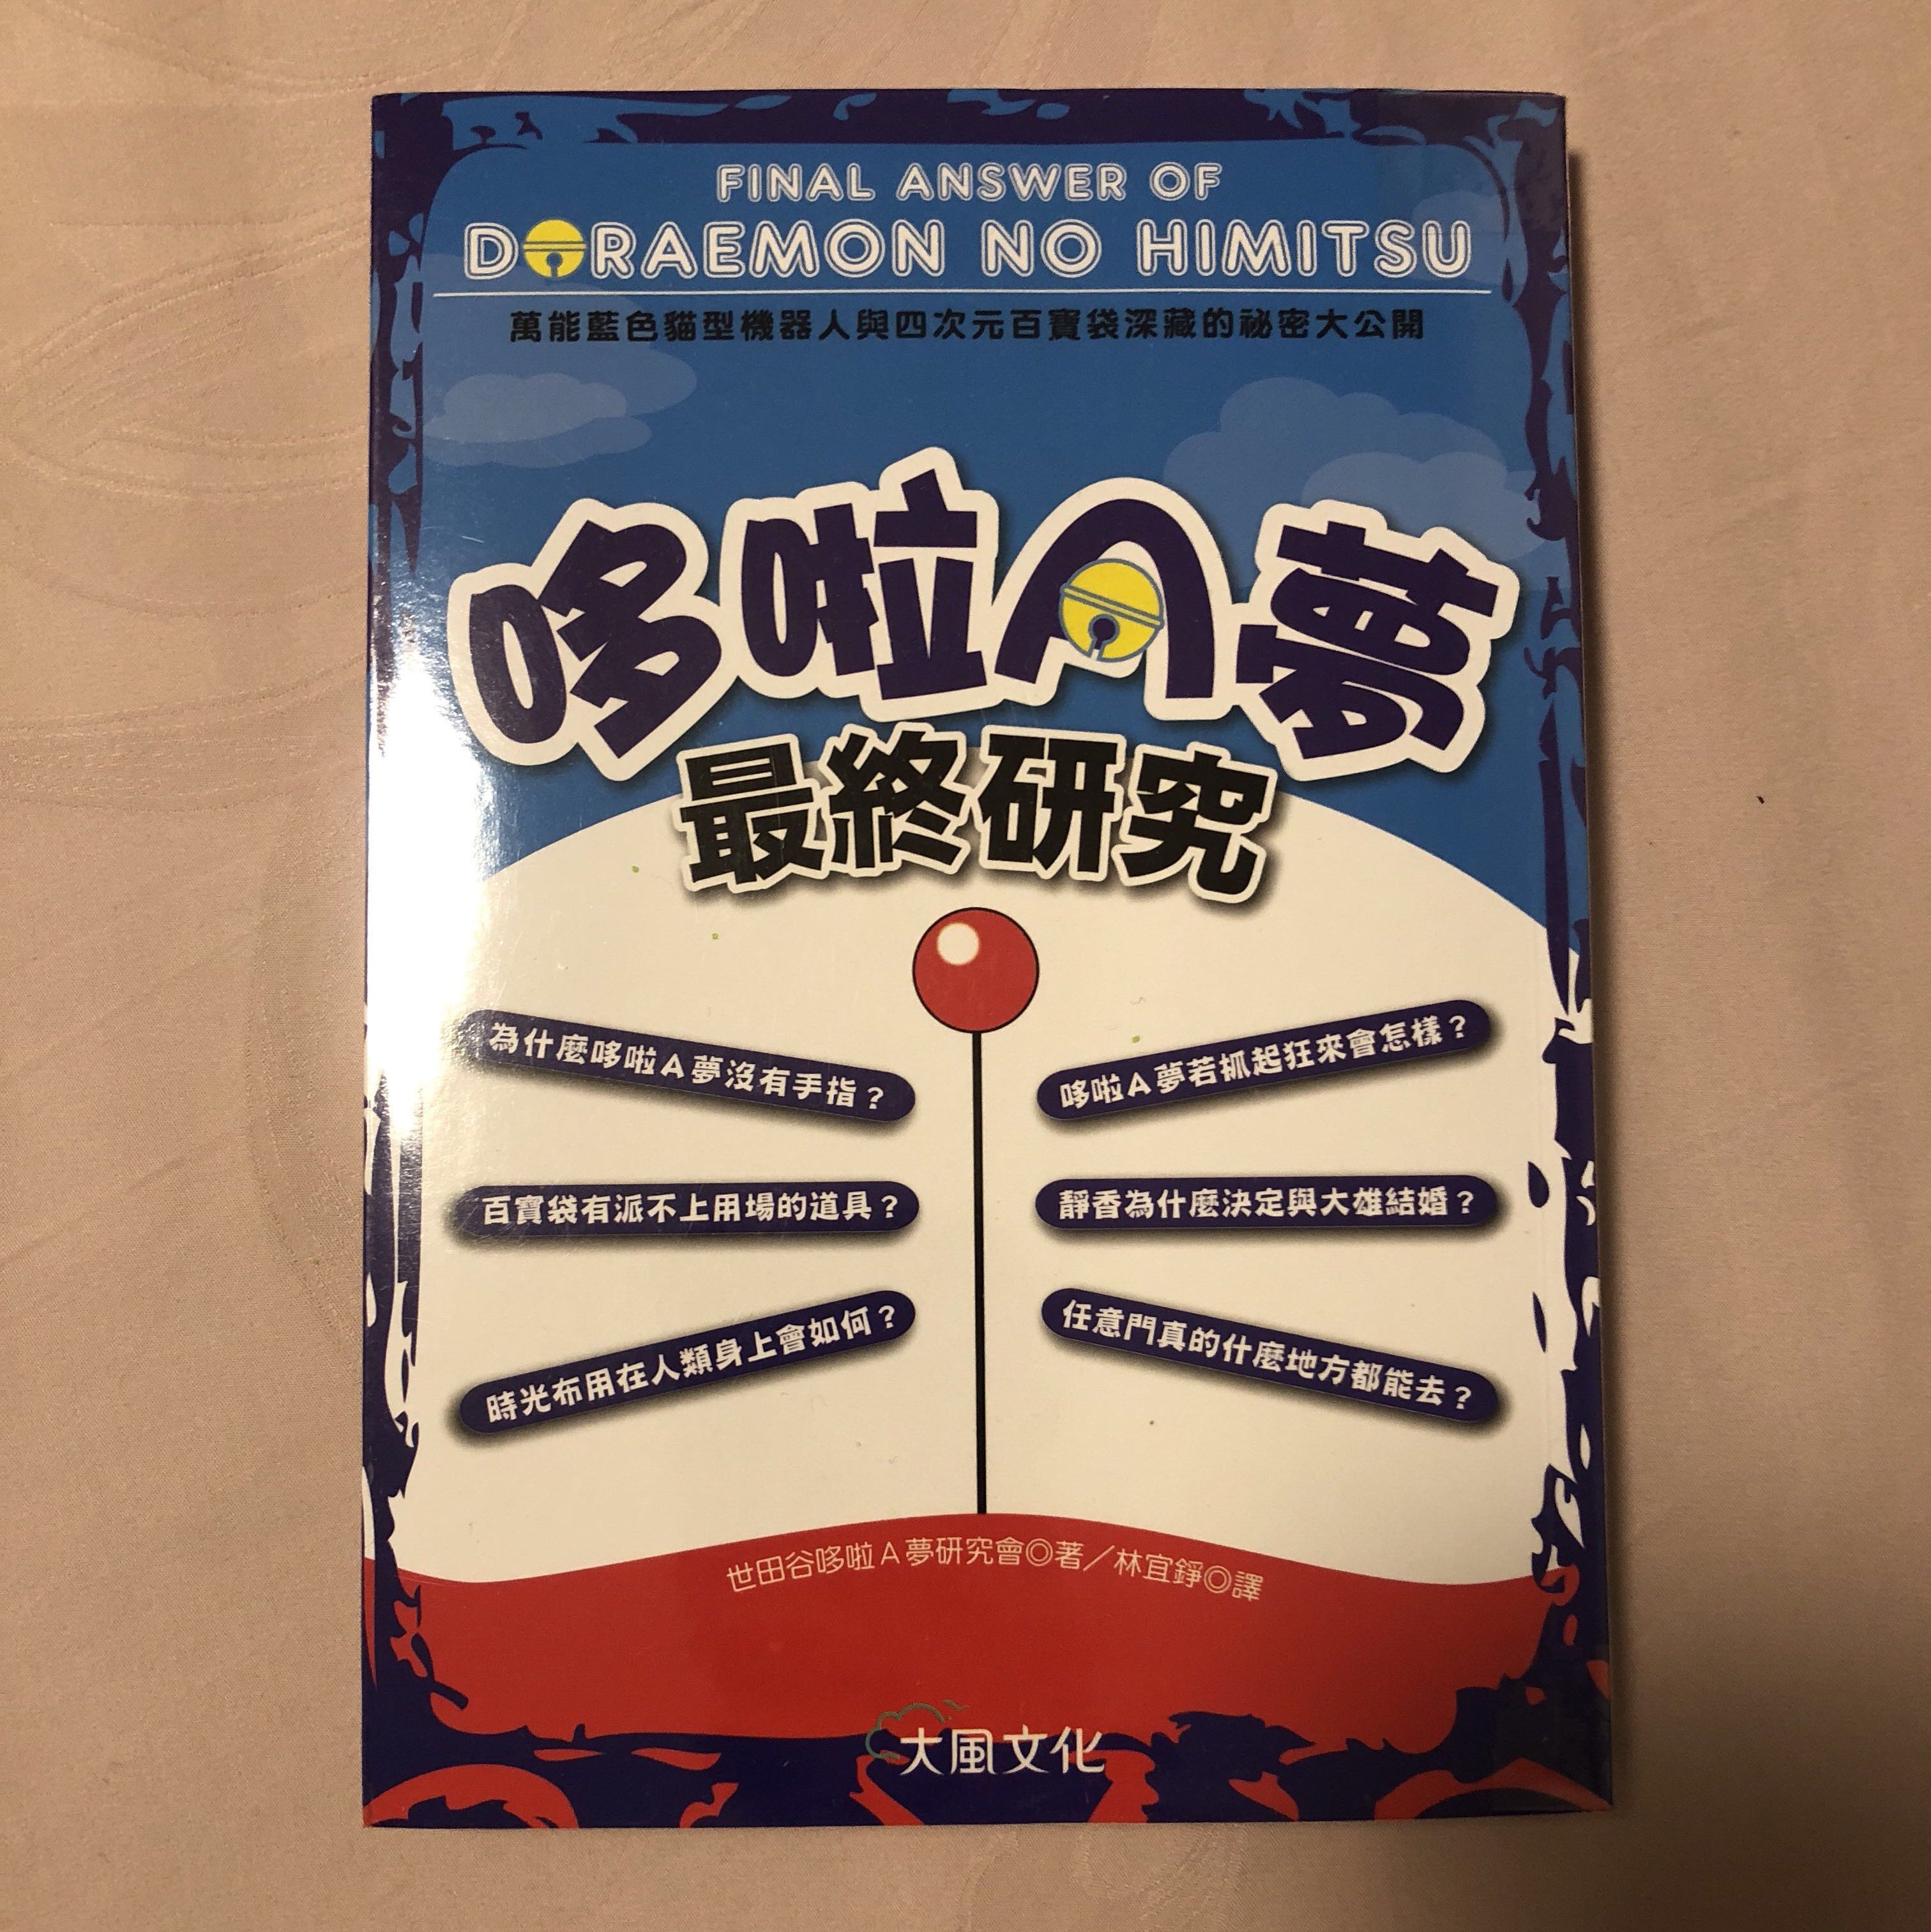 FINAL ANSWER OF
DORAEMON NO HIMITSU
萬能藍色貓型機器人與四次元百寶袋深藏的祕密大公開
哆啦A夢
最終研究
為什麼哆啦A夢沒有手指？
百寶袋有派不上用場的道具？
時光布用在人類身上會如何？
哆啦A夢若抓起狂來會怎樣？
靜香為什麼決定與大雄結婚？
任意門真的什麼地方都能去？
世田谷哆啦A夢研究會◎著／林宜錚◎譯
大風文化